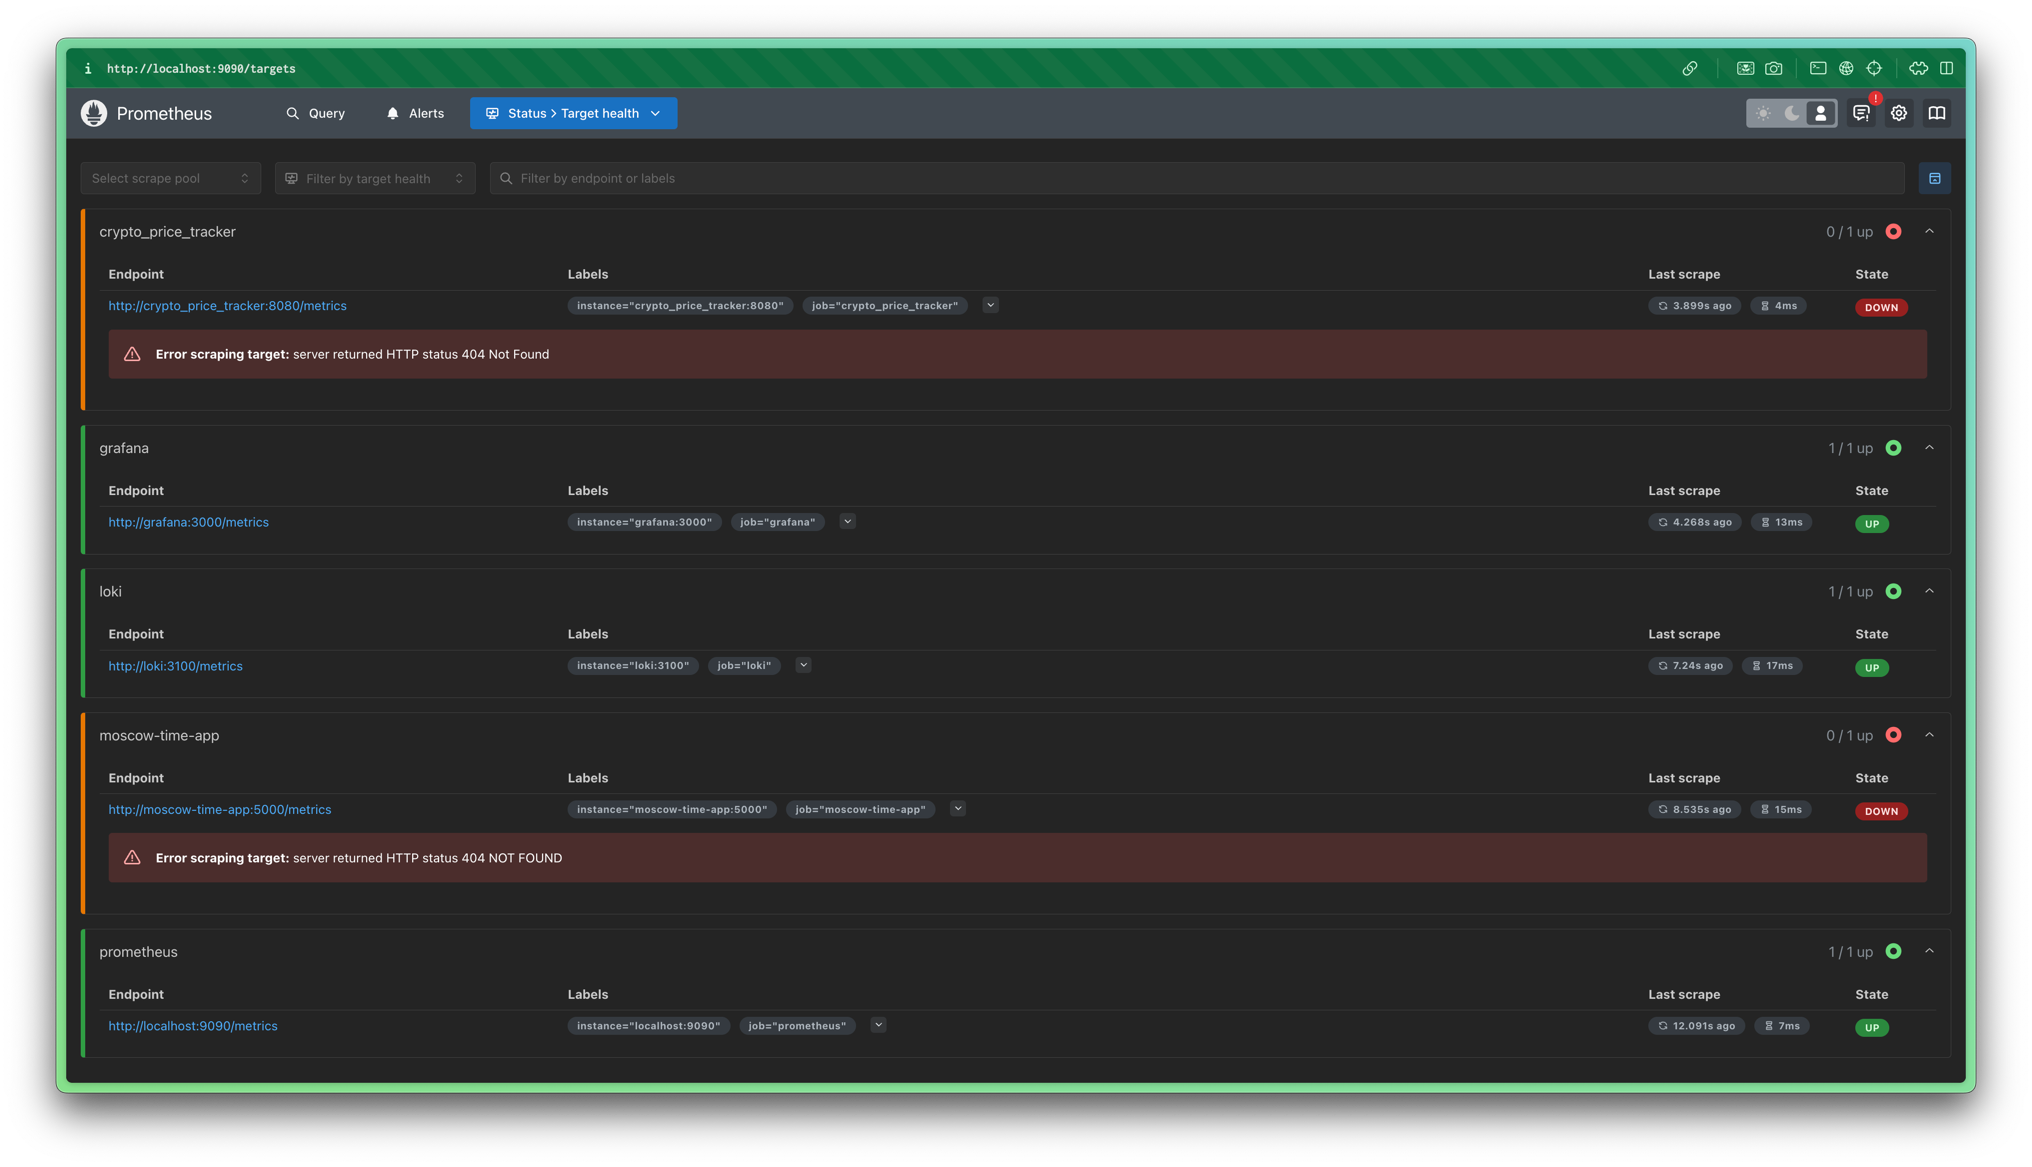 i http://localhost:9090/targets
Prometheus Query Alerts Status > Target health !
Select scrape pool Filter by target health Filter by endpoint or labels
crypto_price_tracker 0 / 1 up
Endpoint Labels Last scrape State
http://crypto_price_tracker:8080/metrics instance="crypto_price_tracker:8080" job="crypto_price_tracker" 3.899s ago 4ms DOWN
Error scraping target: server returned HTTP status 404 Not Found
grafana 1 / 1 up
Endpoint Labels Last scrape State
http://grafana:3000/metrics instance="grafana:3000" job="grafana" 4.268s ago 13ms UP
loki 1 / 1 up
Endpoint Labels Last scrape State
http://loki:3100/metrics instance="loki:3100" job="loki" 7.24s ago 17ms UP
moscow-time-app 0 / 1 up
Endpoint Labels Last scrape State
http://moscow-time-app:5000/metrics instance="moscow-time-app:5000" job="moscow-time-app" 8.535s ago 15ms DOWN
Error scraping target: server returned HTTP status 404 NOT FOUND
prometheus 1 / 1 up
Endpoint Labels Last scrape State
http://localhost:9090/metrics instance="localhost:9090" job="prometheus" 12.091s ago 7ms UP